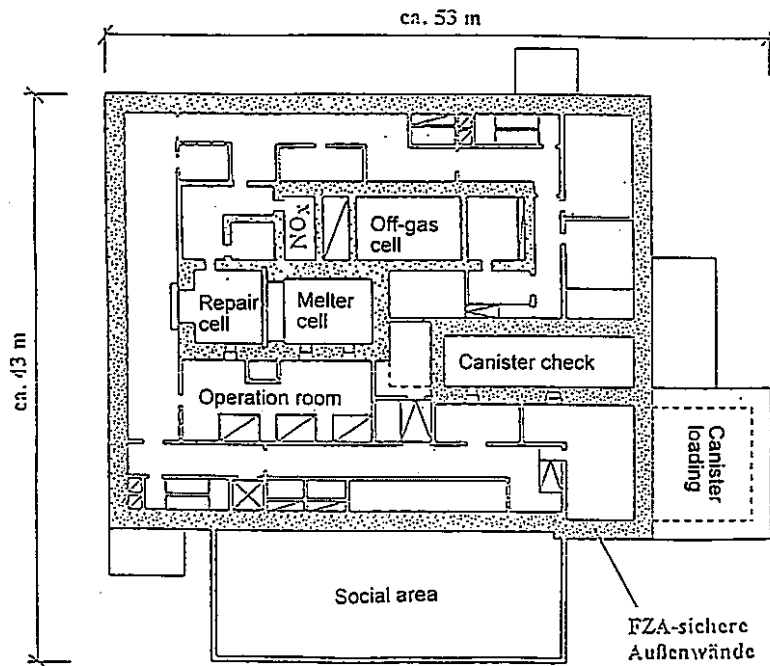 ca. 53 m
ca. 43 m
NOx
Off-gas
cell
Repair
cell
Melter
cell
Canister check
Operation room
Canister
loading
Social area
FZA-sichere
Außenwände